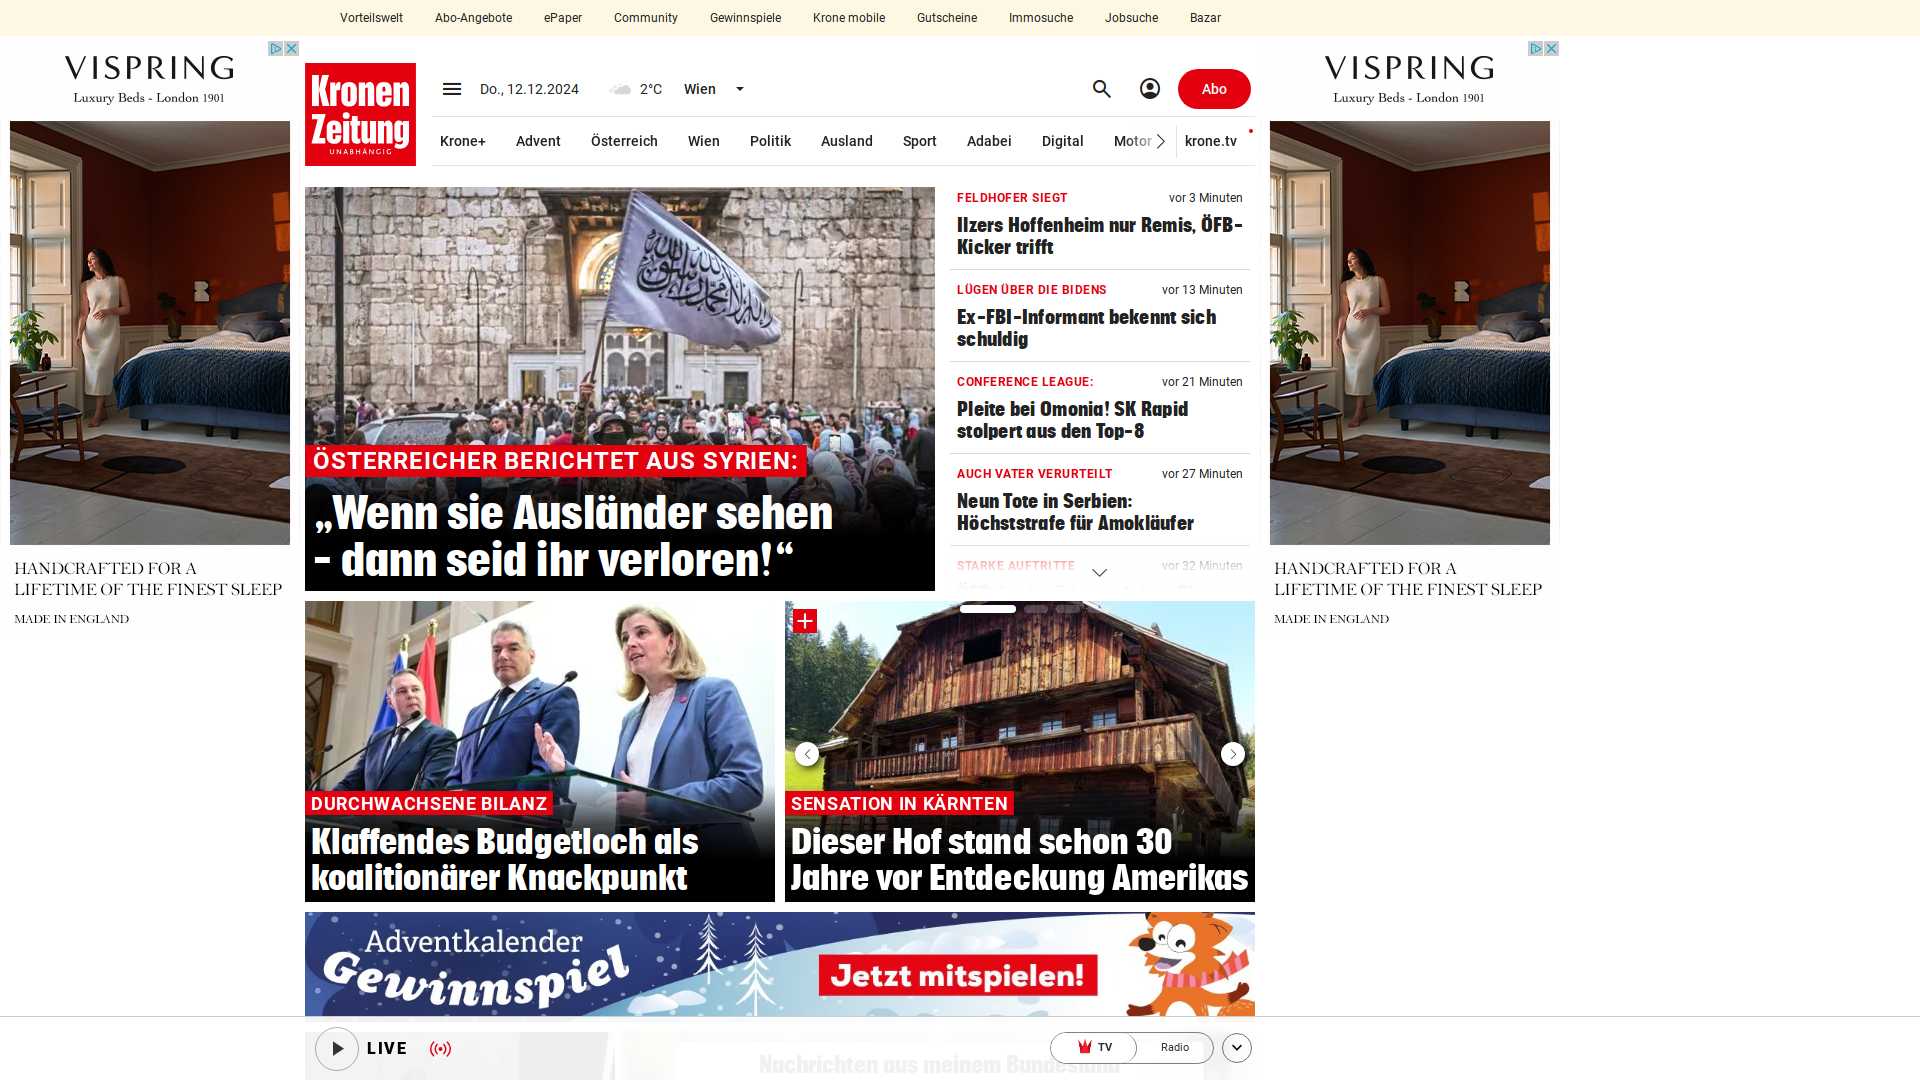 Vorteilswelt Abo-Angebote ePaper Community Gewinnspiele Krone mobile Gutscheine Immosuche Jobsuche Bazar
VISPRING
Luxury Beds - London 1901
HANDCRAFTED FOR A
LIFETIME OF THE FINEST SLEEP
MADE IN ENGLAND
Kronen
Zeitung
UNABHÄNGIG
Do., 12.12.2024 2°C Wien Abo
Krone+ Advent Österreich Wien Politik Ausland Sport Adabei Digital Motor krone.tv
ÖSTERREICHER BERICHTET AUS SYRIEN:
„Wenn sie Ausländer sehen
- dann seid ihr verloren!“
FELDHOFER SIEGT vor 3 Minuten
Ilzers Hoffenheim nur Remis, ÖFB-
Kicker trifft
LÜGEN ÜBER DIE BIDENS vor 13 Minuten
Ex-FBI-Informant bekennt sich
schuldig
CONFERENCE LEAGUE: vor 21 Minuten
Pleite bei Omonia! SK Rapid
stolpert aus den Top-8
AUCH VATER VERURTEILT vor 27 Minuten
Neun Tote in Serbien:
Höchststrafe für Amokläufer
STARKE AUFTRITTE vor 32 Minuten
DURCHWACHSENE BILANZ
Klaffendes Budgetloch als
koalitionärer Knackpunkt
SENSATION IN KÄRNTEN
Dieser Hof stand schon 30
Jahre vor Entdeckung Amerikas
Adventkalender
Gewinnspiel
Jetzt mitspielen!
LIVE TV Radio
Nachrichten aus meinem Bundesland
VISPRING
Luxury Beds - London 1901
HANDCRAFTED FOR A
LIFETIME OF THE FINEST SLEEP
MADE IN ENGLAND